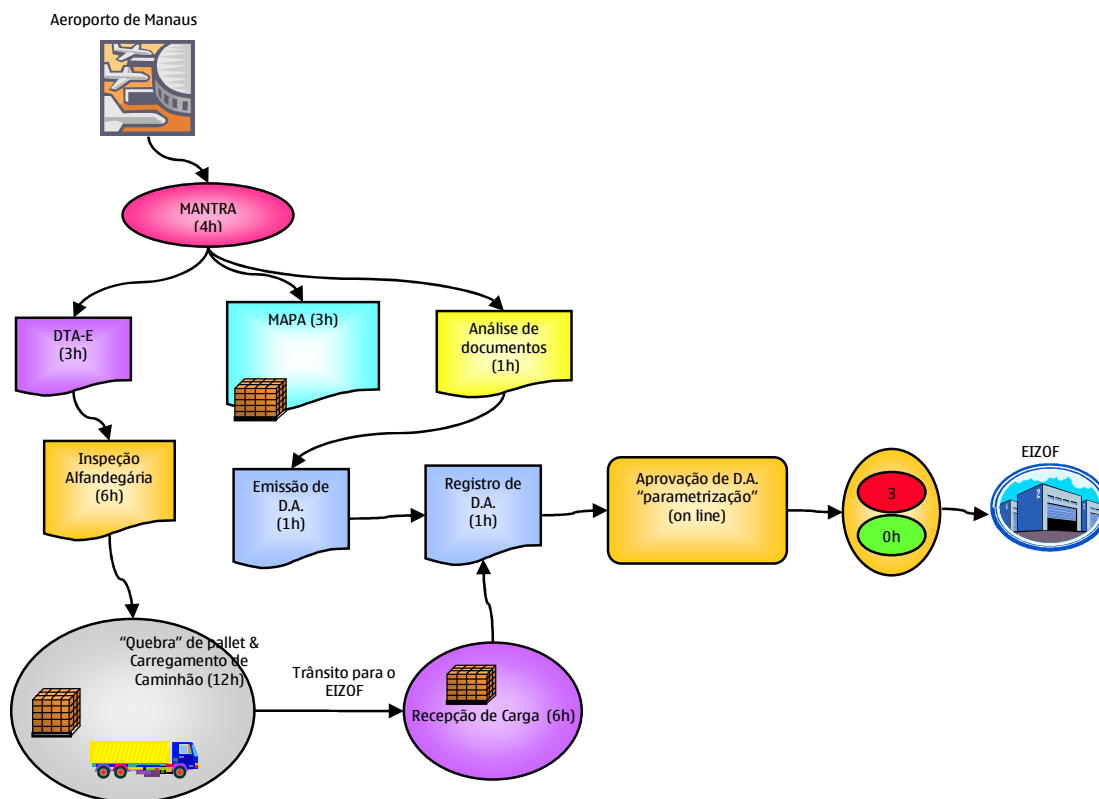 Aeroporto de Manaus
MANTRA
(4h)
DTA-E
(3h)
MAPA (3h)
Análise de
documentos
(1h)
Inspeção
Alfandegária
(6h)
Emissão de
D.A.
(1h)
Registro de
D.A.
(1h)
Aprovação de D.A.
“parametrização”
(on line)
3
0h
EIZOF
2
“Quebra” de pallet &
Carregamento de
Caminhão (12h)
Trânsito para o
EIZOF
Recepção de Carga (6h)